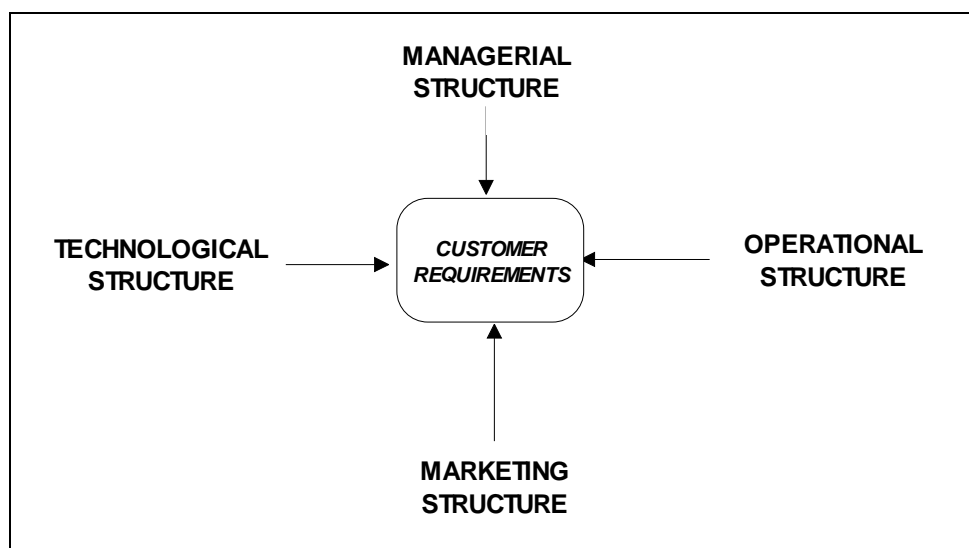 MANAGERIAL
STRUCTURE
TECHNOLOGICAL
STRUCTURE
CUSTOMER
REQUIREMENTS
OPERATIONAL
STRUCTURE
MARKETING
STRUCTURE